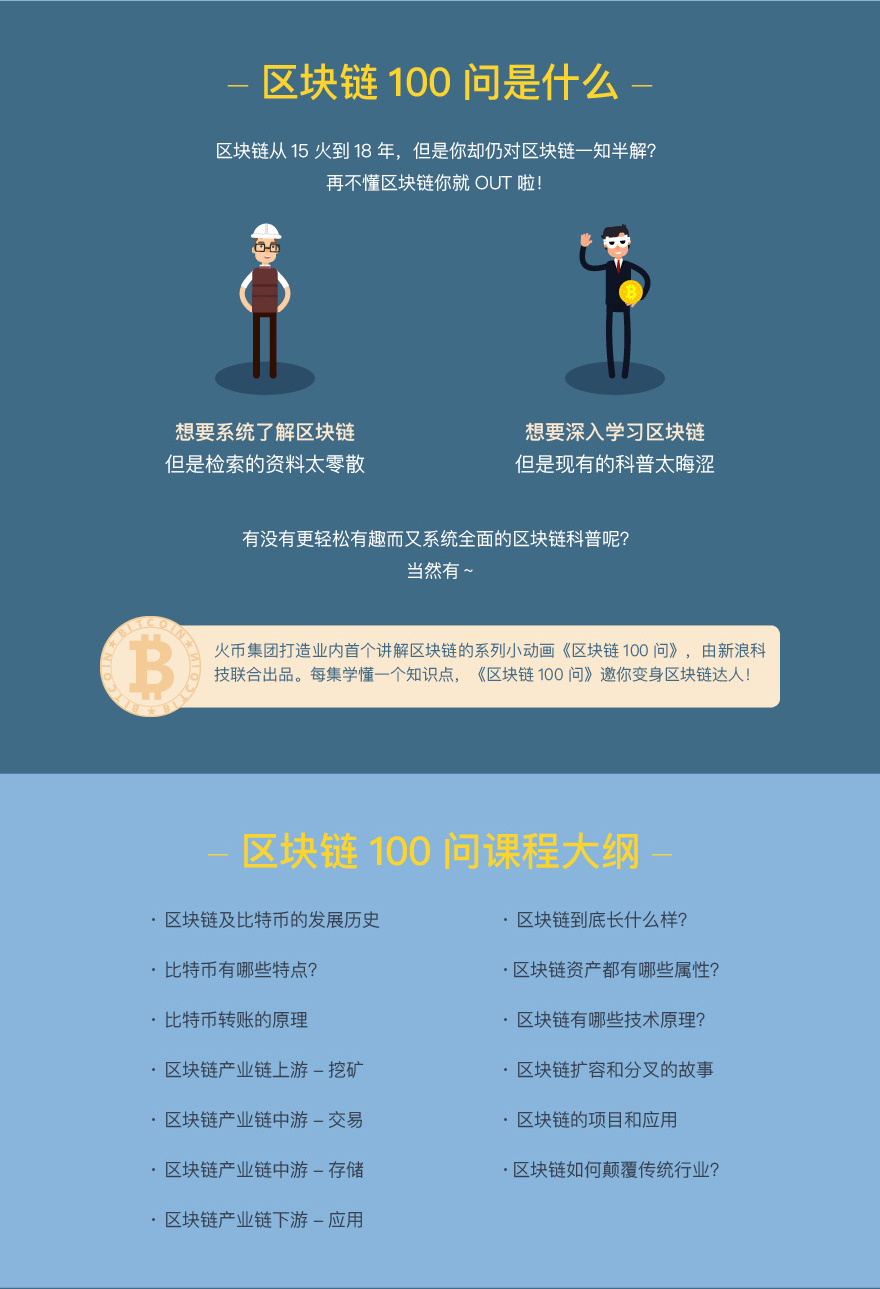 – 区块链 100 问是什么 –
区块链从 15 火到 18 年，但是你却仍对区块链一知半解？
再不懂区块链你就 OUT 啦！
想要系统了解区块链
但是检索的资料太零散
想要深入学习区块链
但是现有的科普太晦涩
有没有更轻松有趣而又系统全面的区块链科普呢？
当然有 ~
BITCOIN ★ BITCOIN ★ BITCOIN ★
火币集团打造业内首个讲解区块链的系列小动画《区块链 100 问》，由新浪科
技联合出品。每集学懂一个知识点，《区块链 100 问》邀你变身区块链达人！
– 区块链 100 问课程大纲 –
· 区块链及比特币的发展历史
· 比特币有哪些特点？
· 比特币转账的原理
· 区块链产业链上游 – 挖矿
· 区块链产业链中游 – 交易
· 区块链产业链中游 – 存储
· 区块链产业链下游 – 应用
· 区块链到底长什么样？
· 区块链资产都有哪些属性？
· 区块链有哪些技术原理？
· 区块链扩容和分叉的故事
· 区块链的项目和应用
· 区块链如何颠覆传统行业？